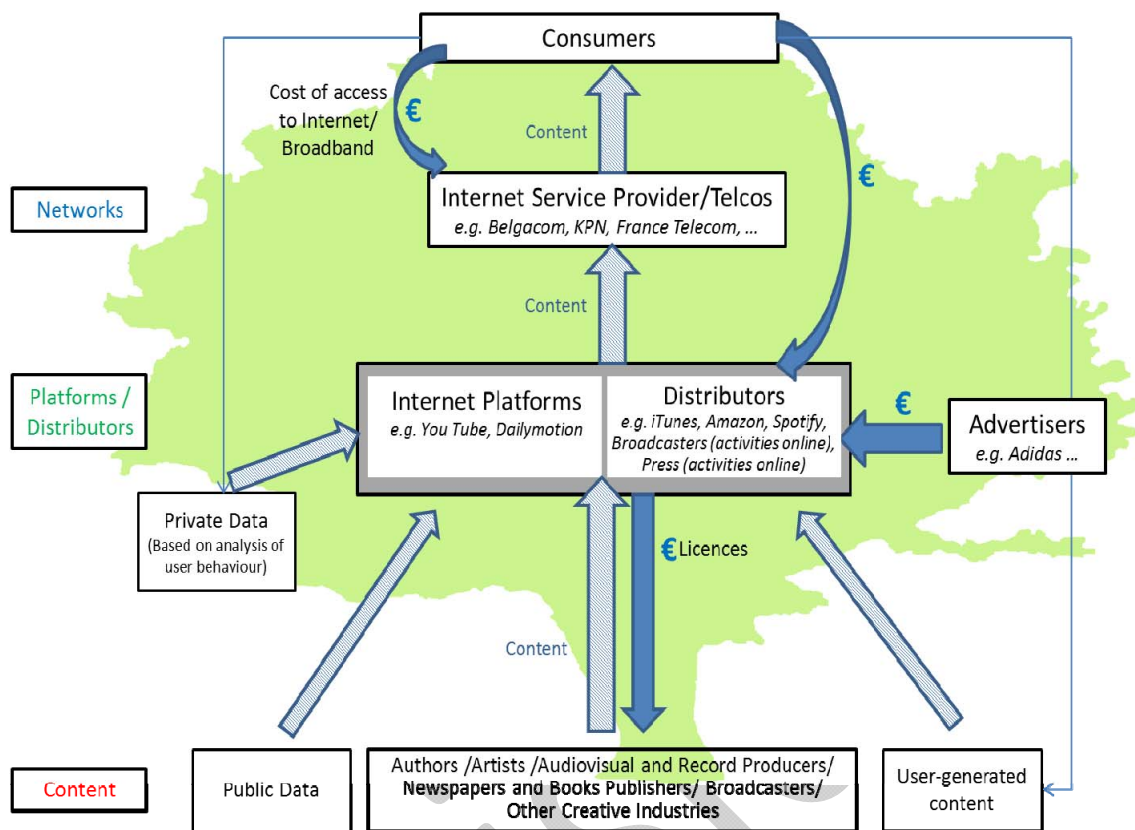 Consumers
Cost of access
to Internet/
Broadband
€
Content
€
Networks
Internet Service Provider/Telcos
e.g. Belgacom, KPN, France Telecom, ...
Content
Platforms /
Distributors
Internet Platforms
e.g. You Tube, Dailymotion
Distributors
e.g. iTunes, Amazon, Spotify,
Broadcasters (activities online),
Press (activities online)
€
Advertisers
e.g. Adidas ...
Private Data
(Based on analysis of
user behaviour)
€ Licences
Content
Content
Public Data
Authors /Artists /Audiovisual and Record Producers/
Newspapers and Books Publishers/ Broadcasters/
Other Creative Industries
User-generated
content